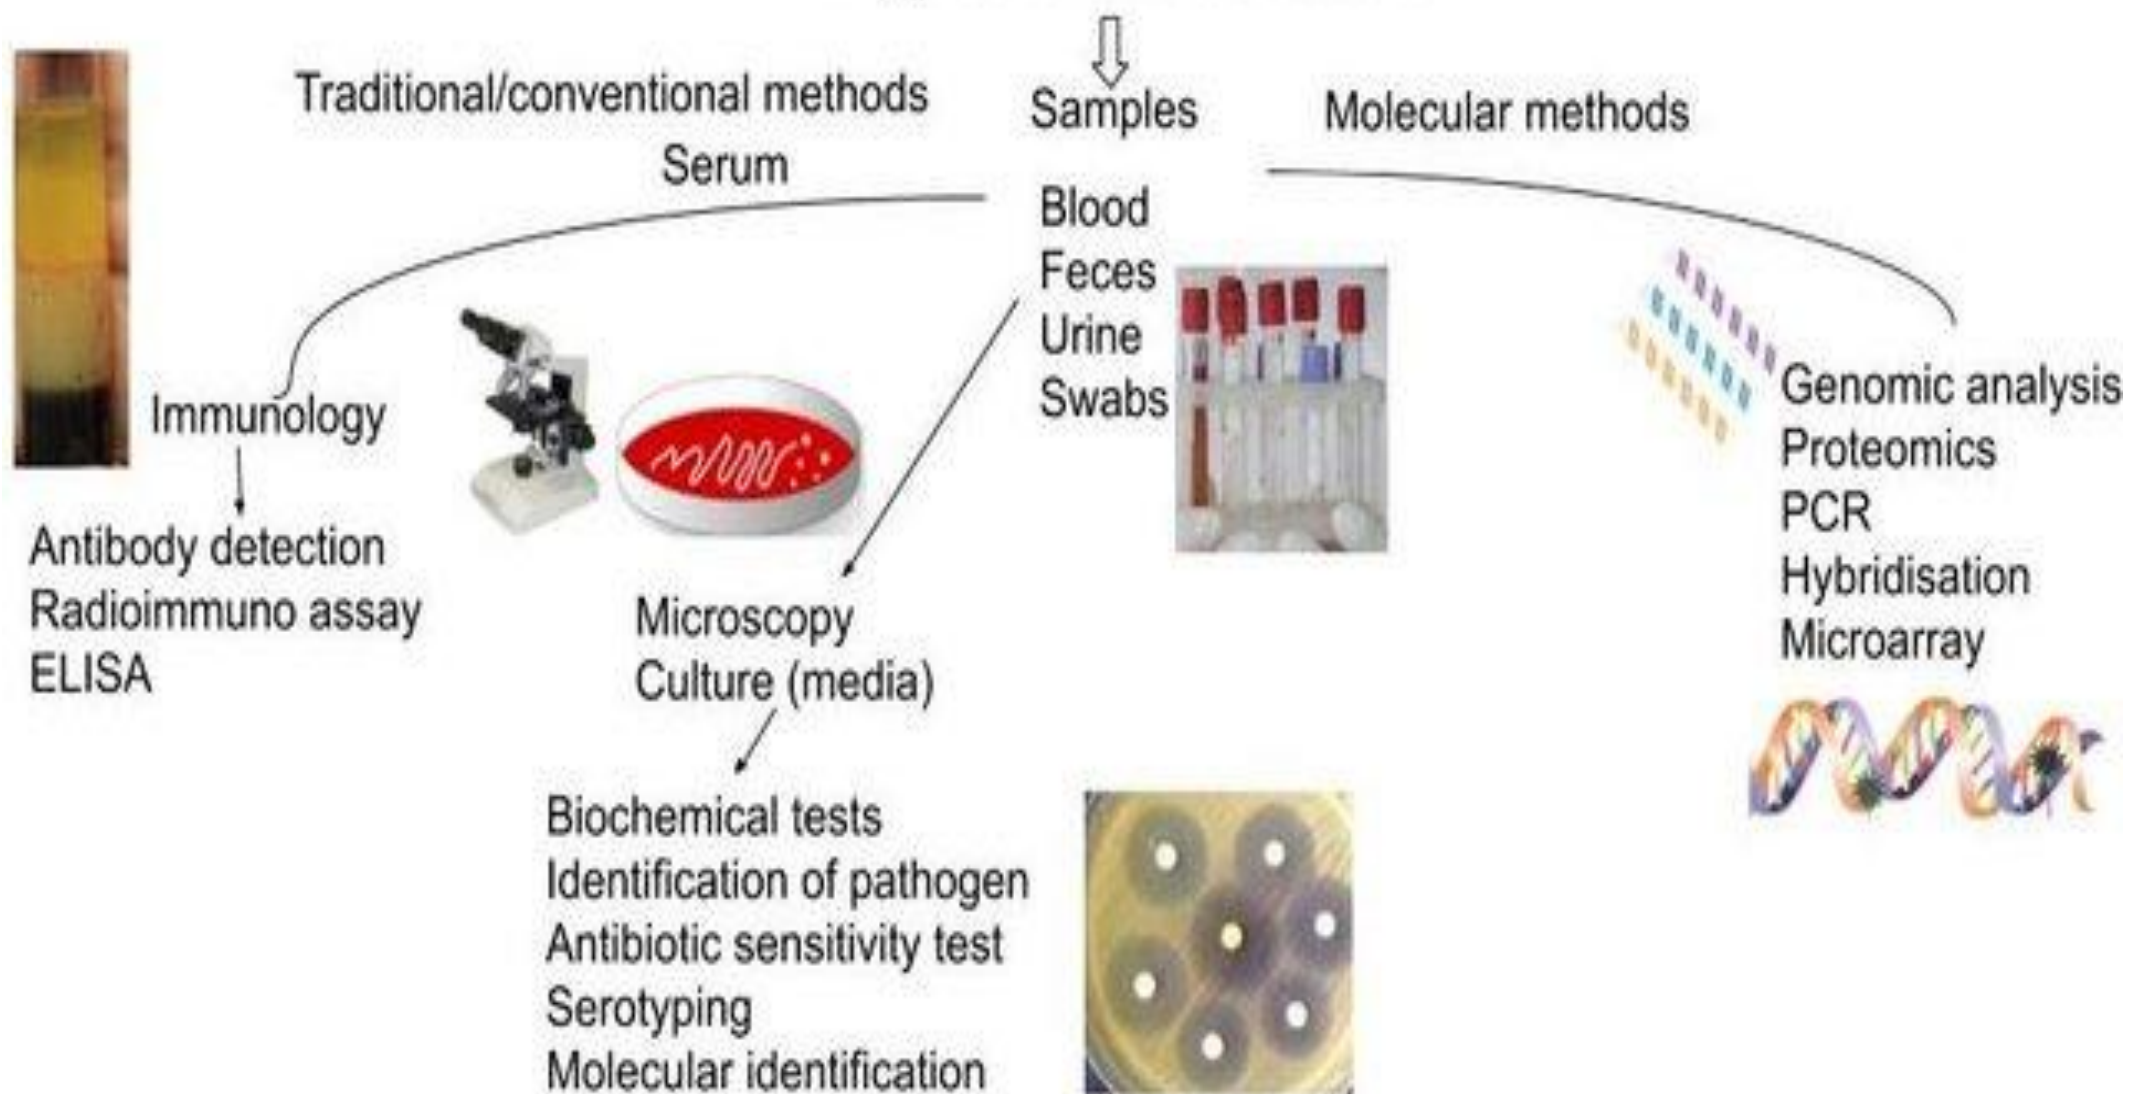 Traditional/conventional methods
Serum
Samples
Molecular methods
Blood
Feces
Urine
Swabs
Immunology
Antibody detection
Radioimmuno assay
ELISA
Microscopy
Culture (media)
Biochemical tests
Identification of pathogen
Antibiotic sensitivity test
Serotyping
Molecular identification
Genomic analysis
Proteomics
PCR
Hybridisation
Microarray